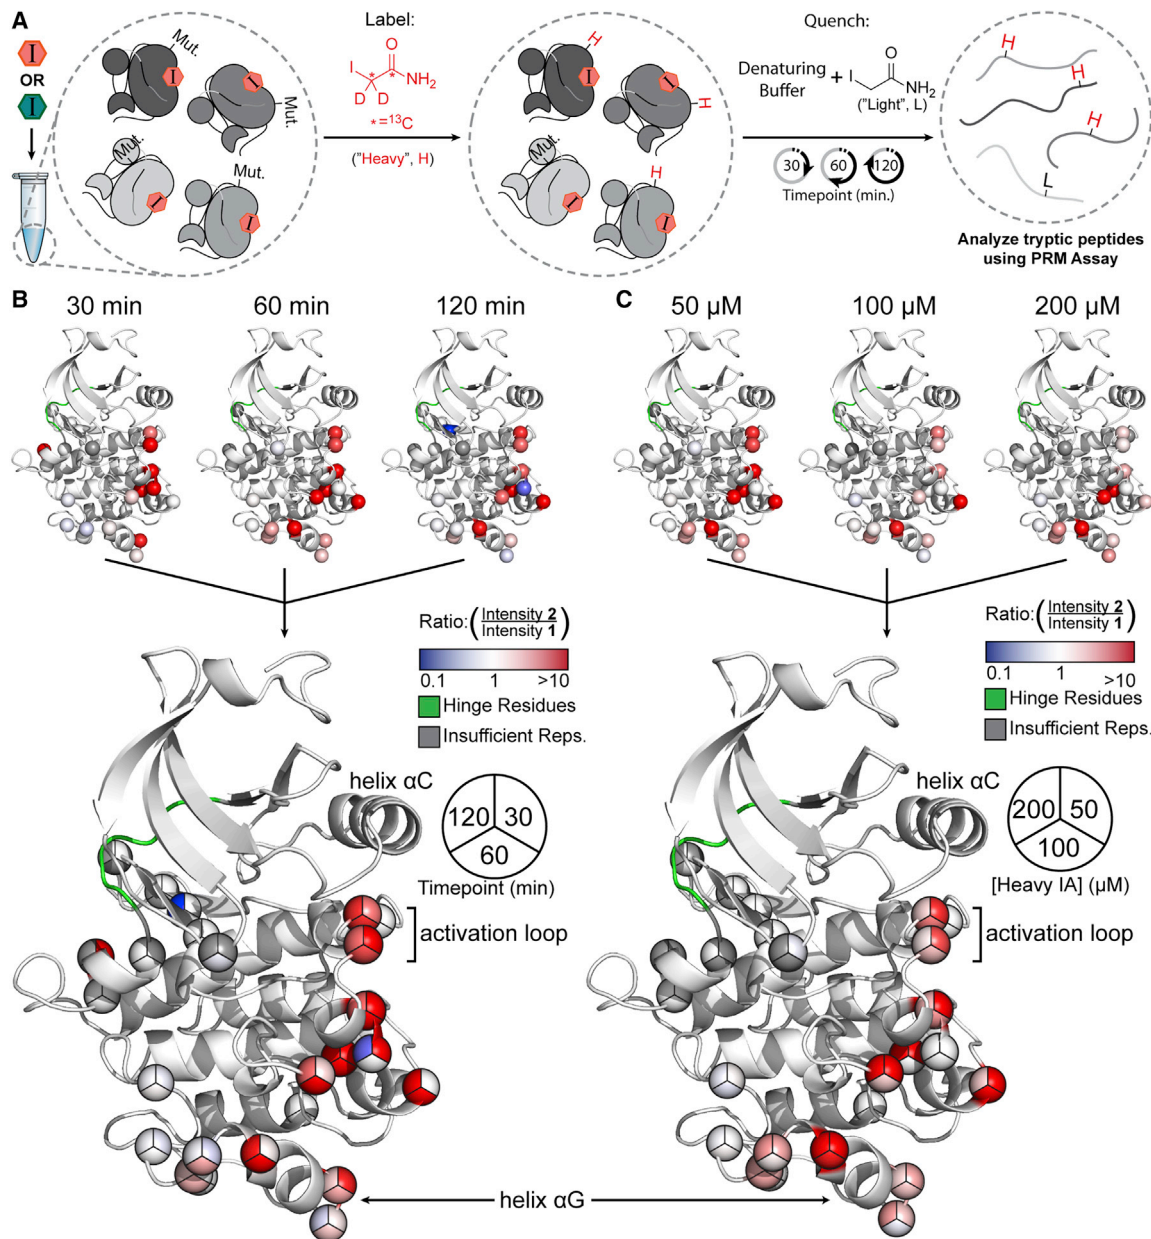 A
I
OR
I
Mut.
Mut.
Mut.
Mut.
I
I
I
I
Label:
I
O
NH2
*
D D
*=13C
("Heavy", H)
H
H
H
I
I
I
I
Quench:
Denaturing
Buffer
+
I
O
NH2
("Light", L)
30
60
120
Timepoint (min.)
H
H
H
L
Analyze tryptic peptides
using PRM Assay
B
30 min
60 min
120 min
Ratio: (Intensity 2
Intensity 1)
0.1
1
>10
Hinge Residues
Insufficient Reps.
helix αC
120
30
60
Timepoint (min)
activation loop
C
50 µM
100 µM
200 µM
Ratio: (Intensity 2
Intensity 1)
0.1
1
>10
Hinge Residues
Insufficient Reps.
helix αC
200
50
100
[Heavy IA] (µM)
activation loop
helix αG